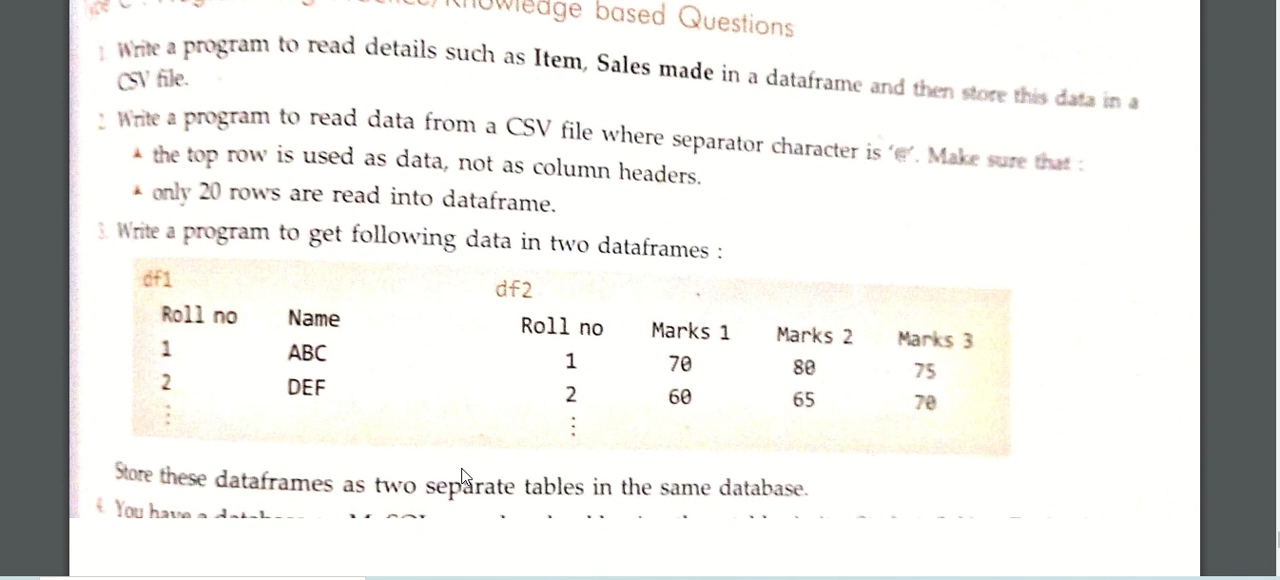 Knowledge based Questions
1. Write a program to read details such as Item, Sales made in a dataframe and then store this data in a
CSV file.
2. Write a program to read data from a CSV file where separator character is '@'. Make sure that :
▲ the top row is used as data, not as column headers.
▲ only 20 rows are read into dataframe.
3. Write a program to get following data in two dataframes :
df1 df2
Roll no Name Roll no Marks 1 Marks 2 Marks 3
1 ABC 1 70 80 75
2 DEF 2 60 65 70
⋮ ⋮
Store these dataframes as two separate tables in the same database.
4. You have a